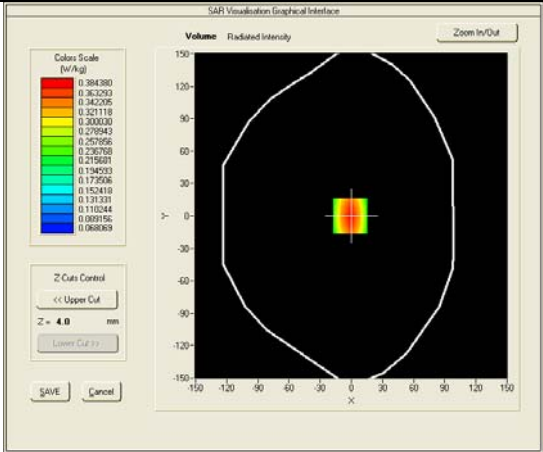 SAR Visualisation Graphical Interface
Volume Radiated Intensity
Zoom In/Out
Colors Scale
(W/kg)
0.384380
0.363293
0.342205
0.321118
0.300030
0.278943
0.257856
0.236768
0.215681
0.194593
0.173506
0.152418
0.131331
0.110244
0.089156
0.068069
Z-Cuts Control
<< Upper Cut
Z = 4.0 mm
Lower Cut >>
SAVE Cancel
150
120
90
60
30
0
-30
-60
-90
-120
-150
Y
-150 -120 -90 -60 -30 0 30 60 90 120 150
X